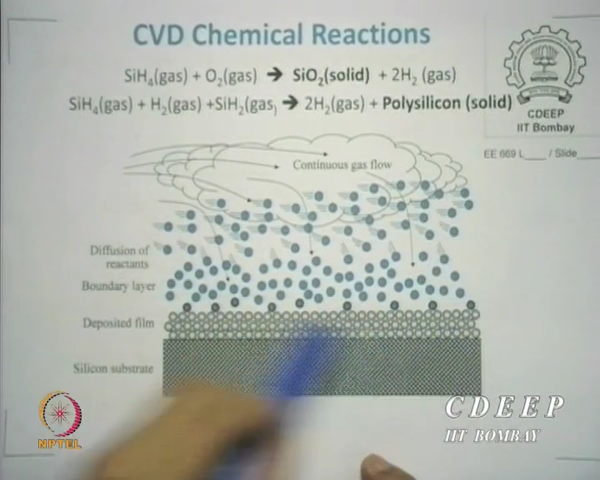 CVD Chemical Reactions
SiH₄(gas) + O₂(gas) ➔ SiO₂(solid) + 2H₂ (gas)
SiH₄(gas) + H₂(gas) +SiH₂(gas) ➔ 2H₂(gas) + Polysilicon (solid)
CDEEP
IIT Bombay
EE 669 L____ / Slide____
Continuous gas flow
Diffusion of
reactants
Boundary layer
Deposited film
Silicon substrate
NPTEL
CDEEP
IIT BOMBAY